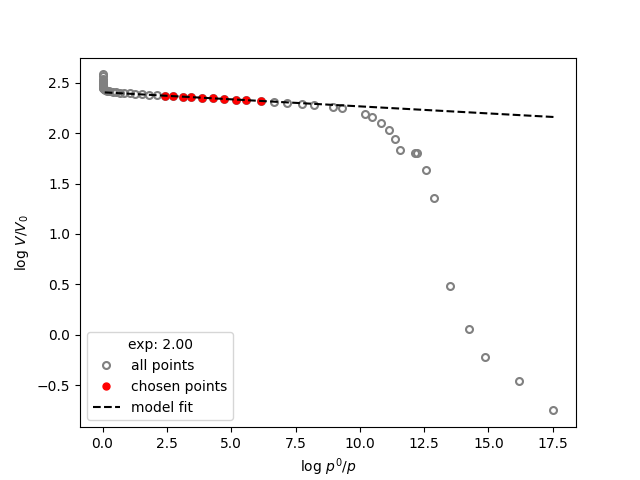 2.5
2.0
1.5
1.0
0.5
0.0
−0.5
log V/V₀
exp: 2.00
all points
chosen points
model fit
0.0 2.5 5.0 7.5 10.0 12.5 15.0 17.5
log p⁰/p